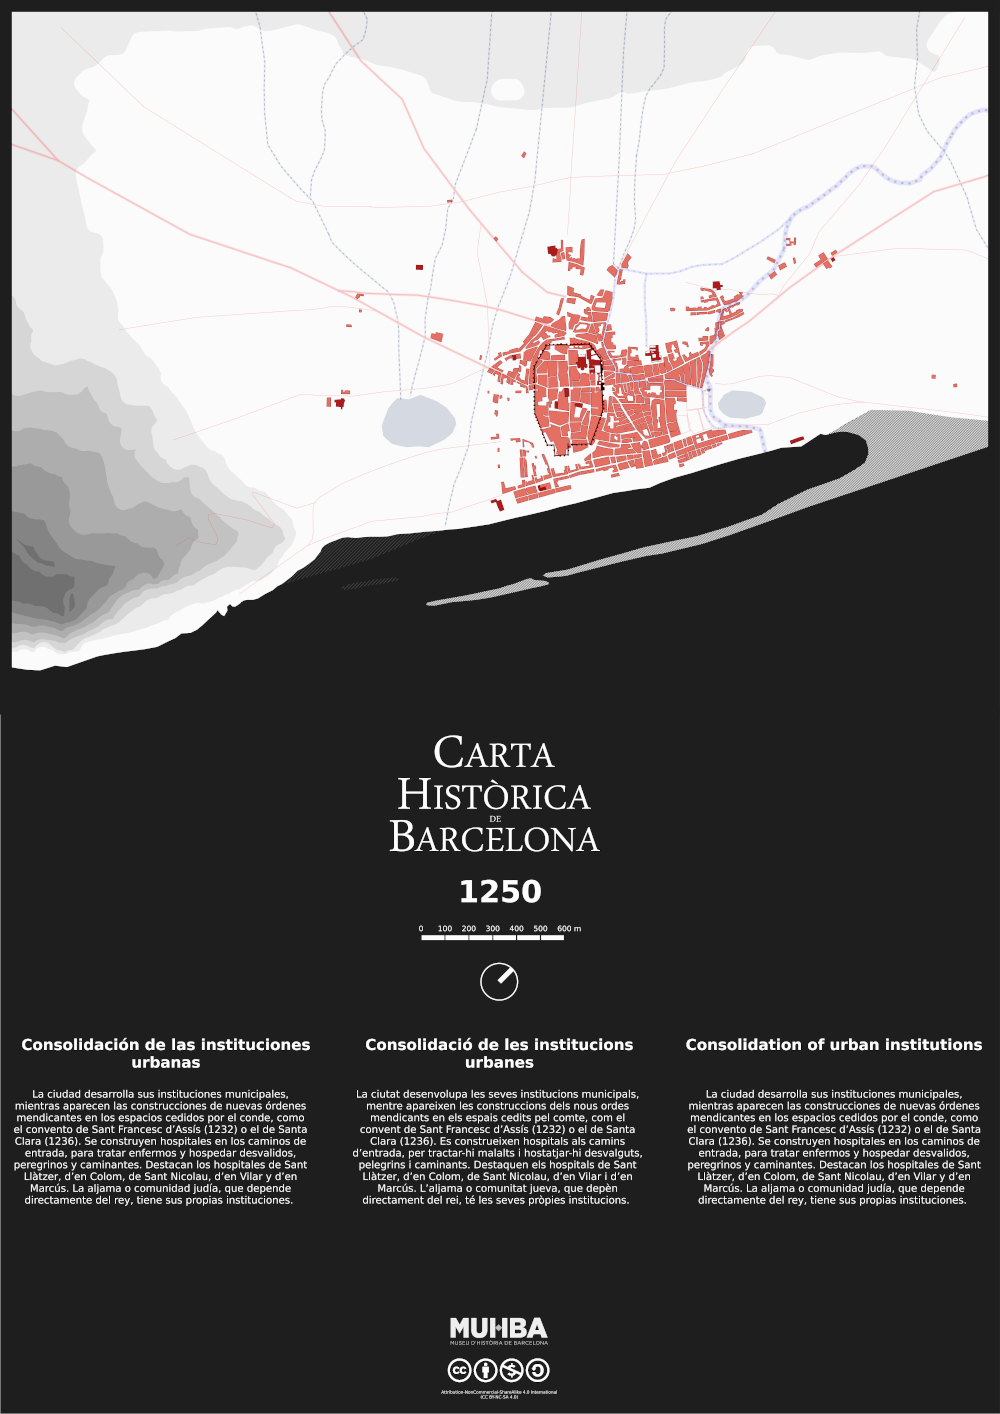 CARTA
HISTÒRICA
DE
BARCELONA
1250
0 100 200 300 400 500 600 m
Consolidación de las instituciones
urbanas
La ciudad desarrolla sus instituciones municipales,
mientras aparecen las construcciones de nuevas órdenes
mendicantes en los espacios cedidos por el conde, como
el convento de Sant Francesc d’Assís (1232) o el de Santa
Clara (1236). Se construyen hospitales en los caminos de
entrada, para tratar enfermos y hospedar desvalidos,
peregrinos y caminantes. Destacan los hospitales de Sant
Llàtzer, d’en Colom, de Sant Nicolau, d’en Vilar y d’en
Marcús. La aljama o comunidad judía, que depende
directamente del rey, tiene sus propias instituciones.
Consolidació de les institucions
urbanes
La ciutat desenvolupa les seves institucions municipals,
mentre apareixen les construccions dels nous ordes
mendicants en els espais cedits pel comte, com el
convent de Sant Francesc d’Assís (1232) o el de Santa
Clara (1236). Es construeixen hospitals als camins
d’entrada, per tractar-hi malalts i hostatjar-hi desvalguts,
pelegrins i caminants. Destaquen els hospitals de Sant
Llàtzer, d’en Colom, de Sant Nicolau, d’en Vilar i d’en
Marcús. L’aljama o comunitat jueva, que depèn
directament del rei, té les seves pròpies institucions.
Consolidation of urban institutions
La ciudad desarrolla sus instituciones municipales,
mientras aparecen las construcciones de nuevas órdenes
mendicantes en los espacios cedidos por el conde, como
el convento de Sant Francesc d’Assís (1232) o el de Santa
Clara (1236). Se construyen hospitales en los caminos de
entrada, para tratar enfermos y hospedar desvalidos,
peregrinos y caminantes. Destacan los hospitales de Sant
Llàtzer, d’en Colom, de Sant Nicolau, d’en Vilar y d’en
Marcús. La aljama o comunidad judía, que depende
directamente del rey, tiene sus propias instituciones.
MUHBA
MUSEU D'HISTÒRIA DE BARCELONA
cc
Attribution-NonCommercial-ShareAlike 4.0 International
(CC BY-NC-SA 4.0)